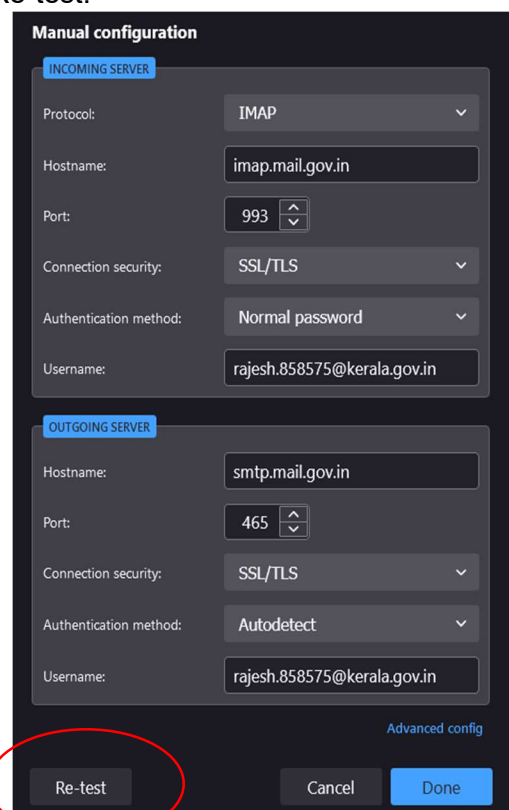 Manual configuration
INCOMING SERVER
Protocol: IMAP
Hostname: imap.mail.gov.in
Port: 993
Connection security: SSL/TLS
Authentication method: Normal password
Username: rajesh.858575@kerala.gov.in
OUTGOING SERVER
Hostname: smtp.mail.gov.in
Port: 465
Connection security: SSL/TLS
Authentication method: Autodetect
Username: rajesh.858575@kerala.gov.in
Advanced config
Re-test Cancel Done